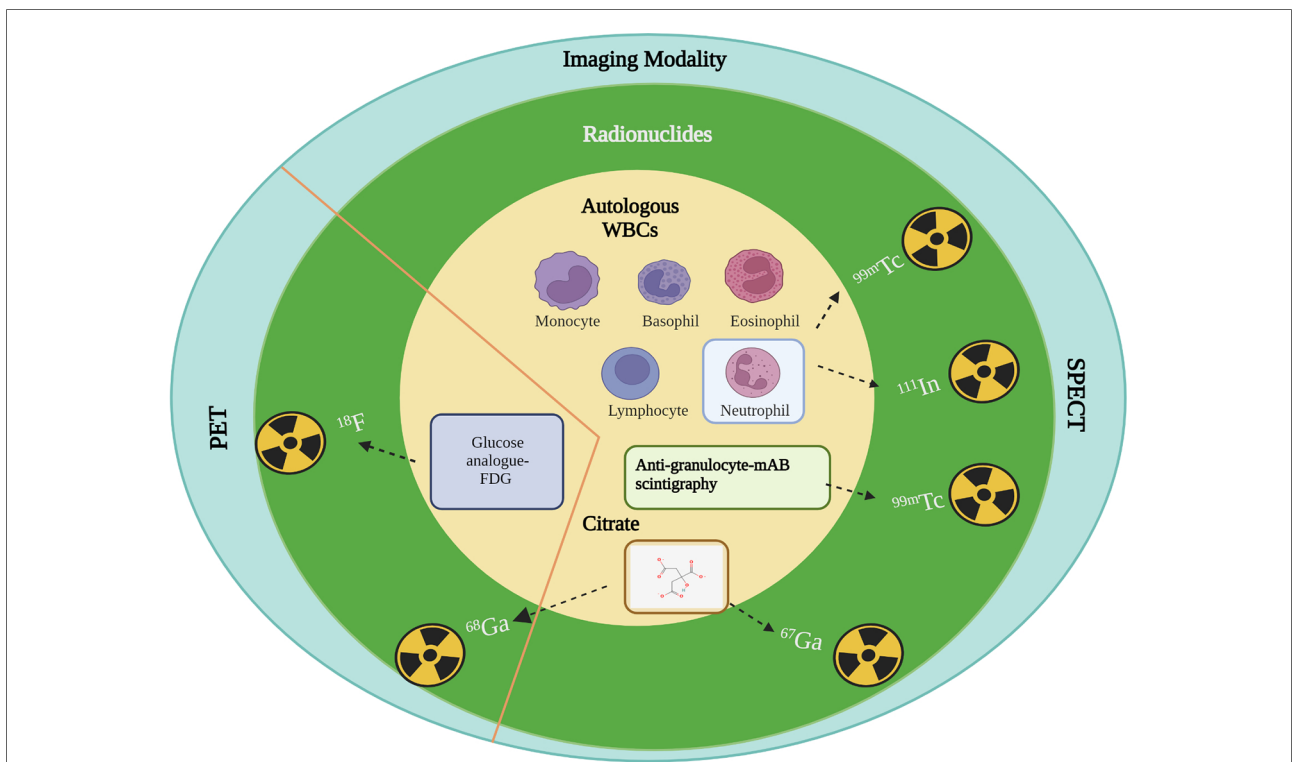 Imaging Modality
Radionuclides
Autologous
WBCs
Monocyte
Basophil
Eosinophil
Lymphocyte
Neutrophil
99mTc
111In
SPECT
PET
18F
Glucose
analogue-
FDG
Anti-granulocyte-mAB
scintigraphy
99mTc
Citrate
68Ga
67Ga